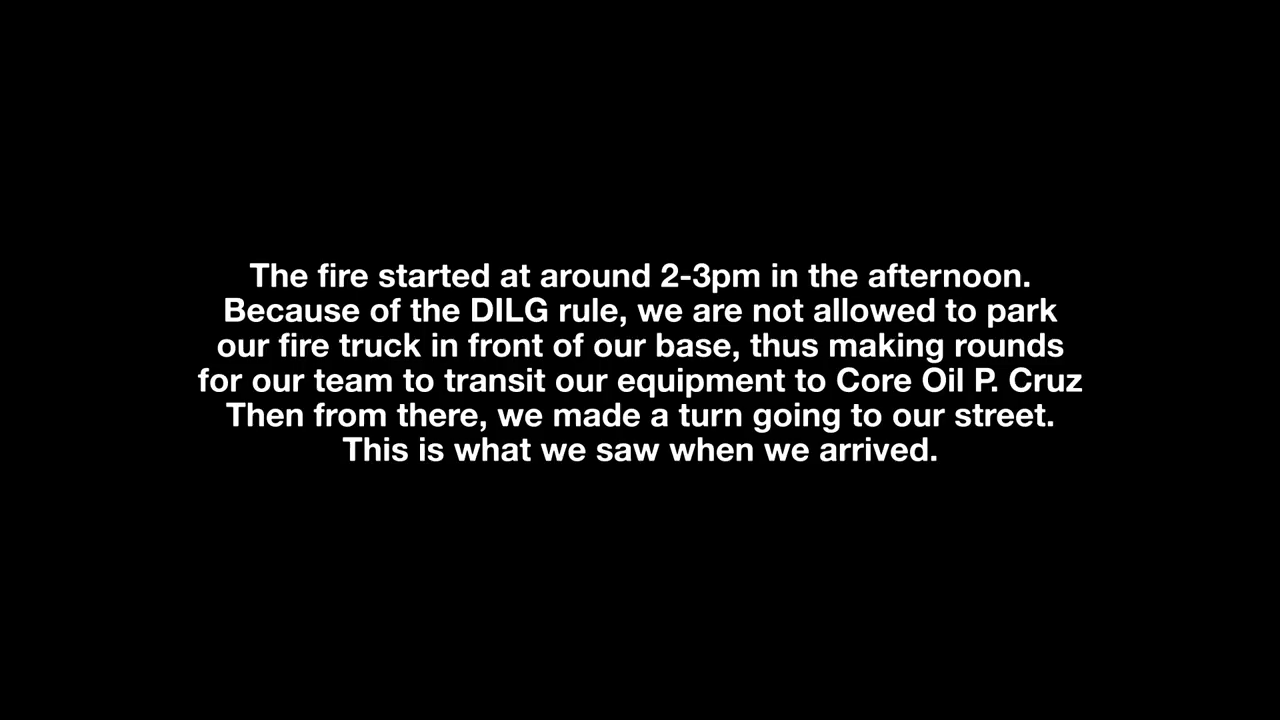 The fire started at around 2-3pm in the afternoon.
Because of the DILG rule, we are not allowed to park
our fire truck in front of our base, thus making rounds
for our team to transit our equipment to Core Oil P. Cruz
Then from there, we made a turn going to our street.
This is what we saw when we arrived.